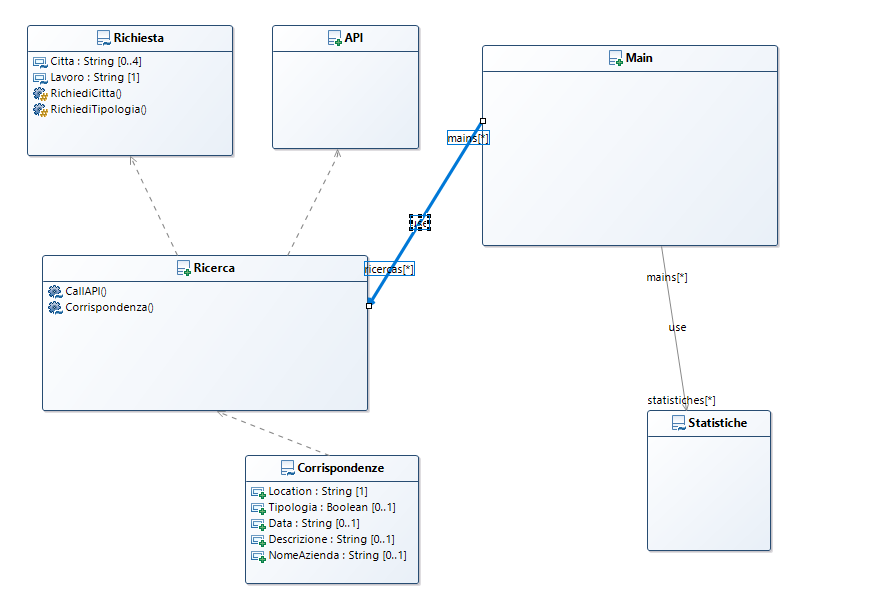 Richiesta
Citta : String [0..4]
Lavoro : String [1]
RichiediCitta()
RichiediTipologia()
API
Main
mains[*]
ricercas[*]
Ricerca
CallAPI()
Corrispondenza()
mains[*]
use
statistiches[*]
Statistiche
Corrispondenze
Location : String [1]
Tipologia : Boolean [0..1]
Data : String [0..1]
Descrizione : String [0..1]
NomeAzienda : String [0..1]